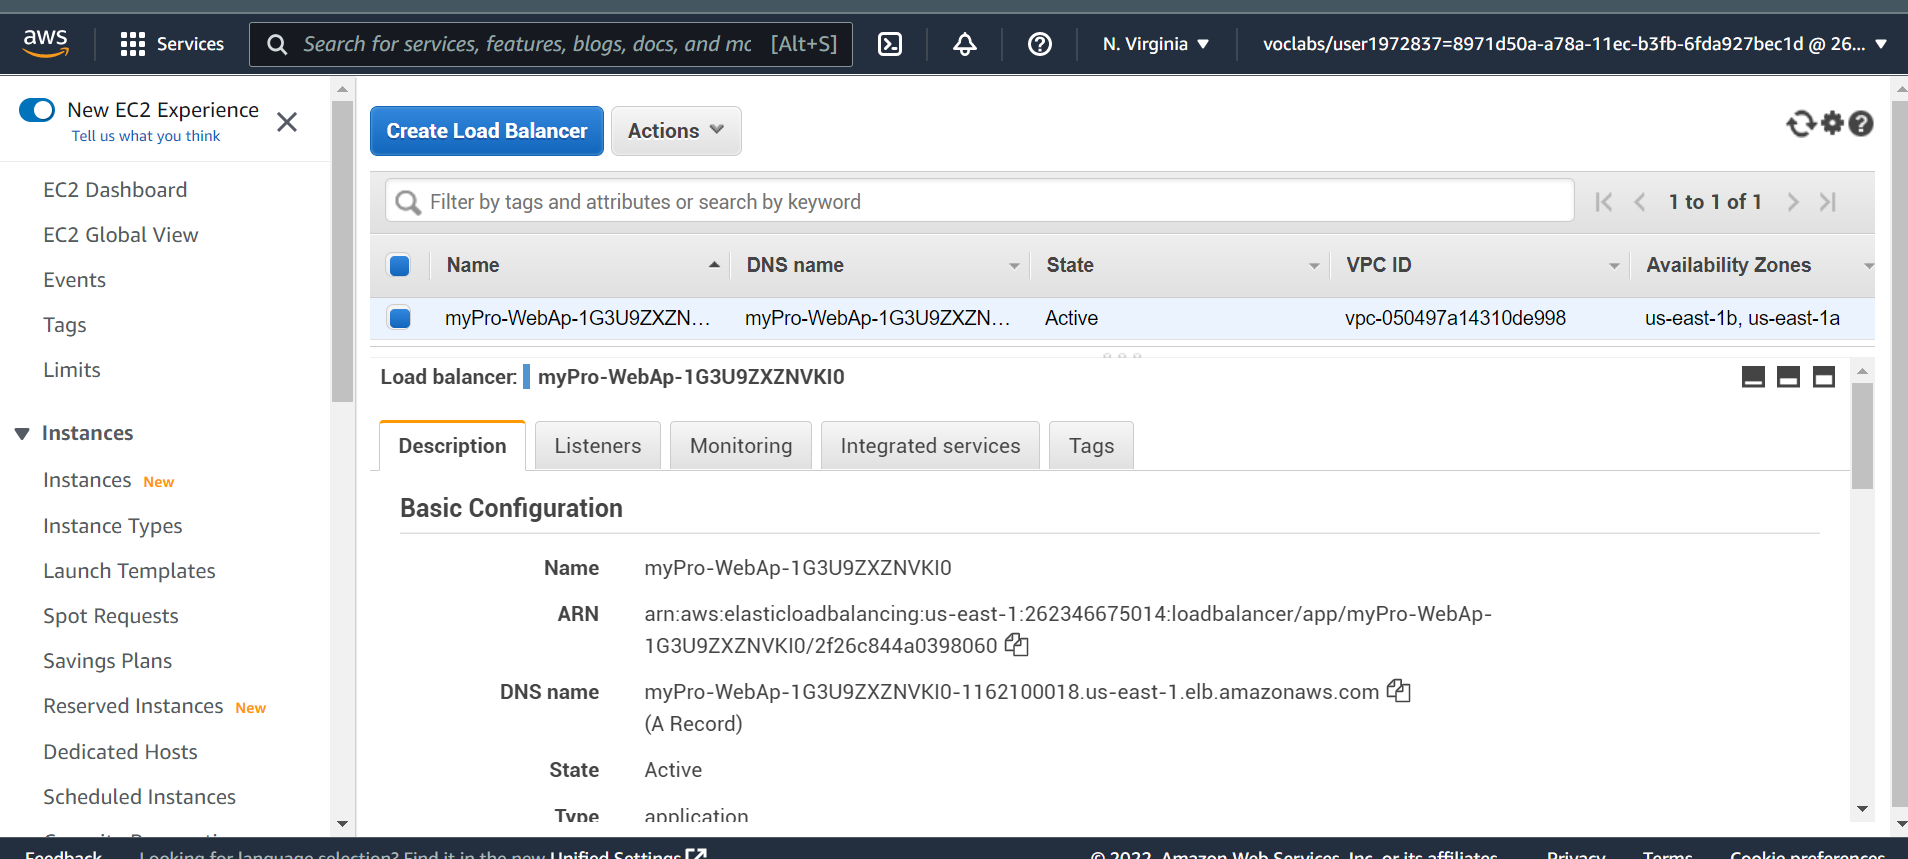 aws
Services
Search for services, features, blogs, docs, and mo [Alt+S]
N. Virginia
voclabs/user1972837=8971d50a-a78a-11ec-b3fb-6fda927bec1d @ 26...
New EC2 Experience
Tell us what you think
EC2 Dashboard
EC2 Global View
Events
Tags
Limits
Instances
Instances New
Instance Types
Launch Templates
Spot Requests
Savings Plans
Reserved Instances New
Dedicated Hosts
Scheduled Instances
Create Load Balancer
Actions
Filter by tags and attributes or search by keyword
1 to 1 of 1
Name DNS name State VPC ID Availability Zones
myPro-WebAp-1G3U9ZXZN... myPro-WebAp-1G3U9ZXZN... Active vpc-050497a14310de998 us-east-1b, us-east-1a
Load balancer: myPro-WebAp-1G3U9ZXZNVKI0
Description Listeners Monitoring Integrated services Tags
Basic Configuration
Name myPro-WebAp-1G3U9ZXZNVKI0
ARN arn:aws:elasticloadbalancing:us-east-1:262346675014:loadbalancer/app/myPro-WebAp-
1G3U9ZXZNVKI0/2f26c844a0398060
DNS name myPro-WebAp-1G3U9ZXZNVKI0-1162100018.us-east-1.elb.amazonaws.com
(A Record)
State Active
Type application
Feedback Looking for language selection? Find it in the new Unified Settings © 2022, Amazon Web Services, Inc. or its affiliates. Privacy Terms Cookie preferences